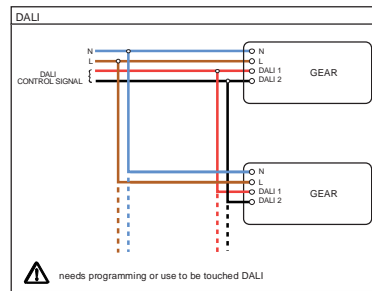 DALI
N
L
DALI
CONTROL SIGNAL
N
L
DALI 1
DALI 2
GEAR
N
L
DALI 1
DALI 2
GEAR
needs programming or use to be touched DALI